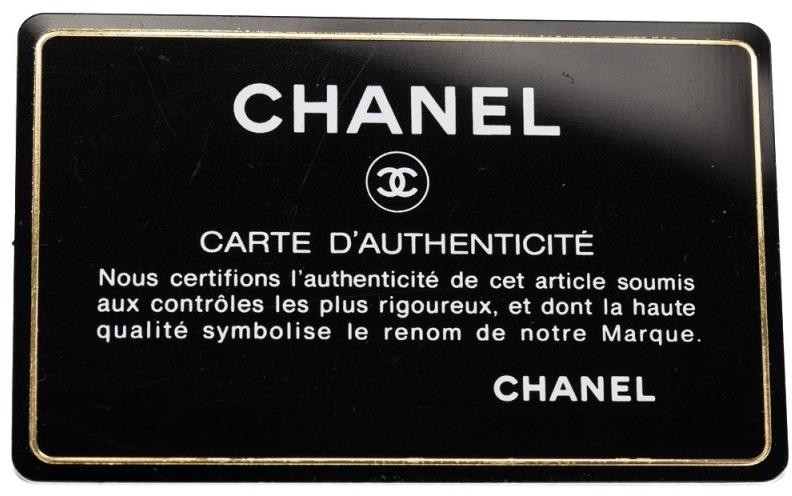 CHANEL
CARTE D'AUTHENTICITÉ
Nous certifions l'authenticité de cet article soumis
aux contrôles les plus rigoureux, et dont la haute
qualité symbolise le renom de notre Marque.
CHANEL